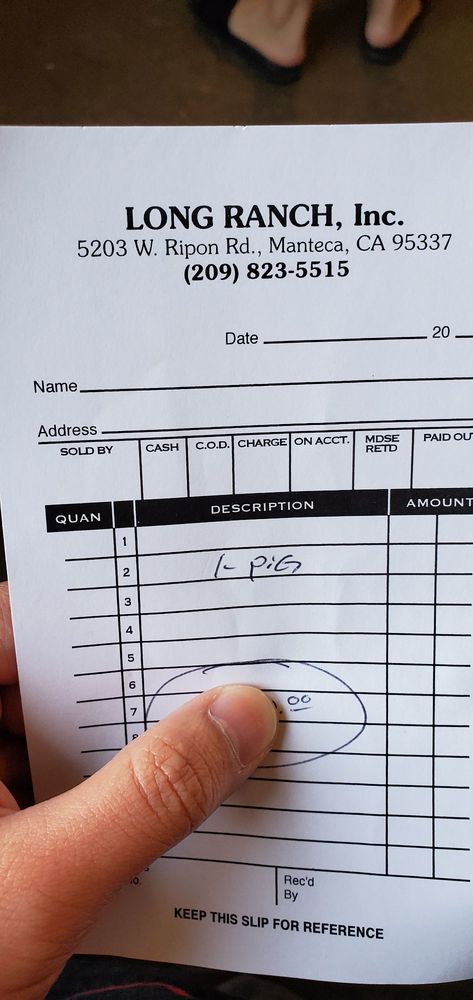 LONG RANCH, Inc.
5203 W. Ripon Rd., Manteca, CA 95337
(209) 823-5515
Date 20
Name
Address
SOLD BY CASH C.O.D. CHARGE ON ACCT. MDSE RETD PAID OU
QUAN DESCRIPTION AMOUNT
1
2 1- PiG
3
4
5
6
7 .00
Rec'd
By
KEEP THIS SLIP FOR REFERENCE